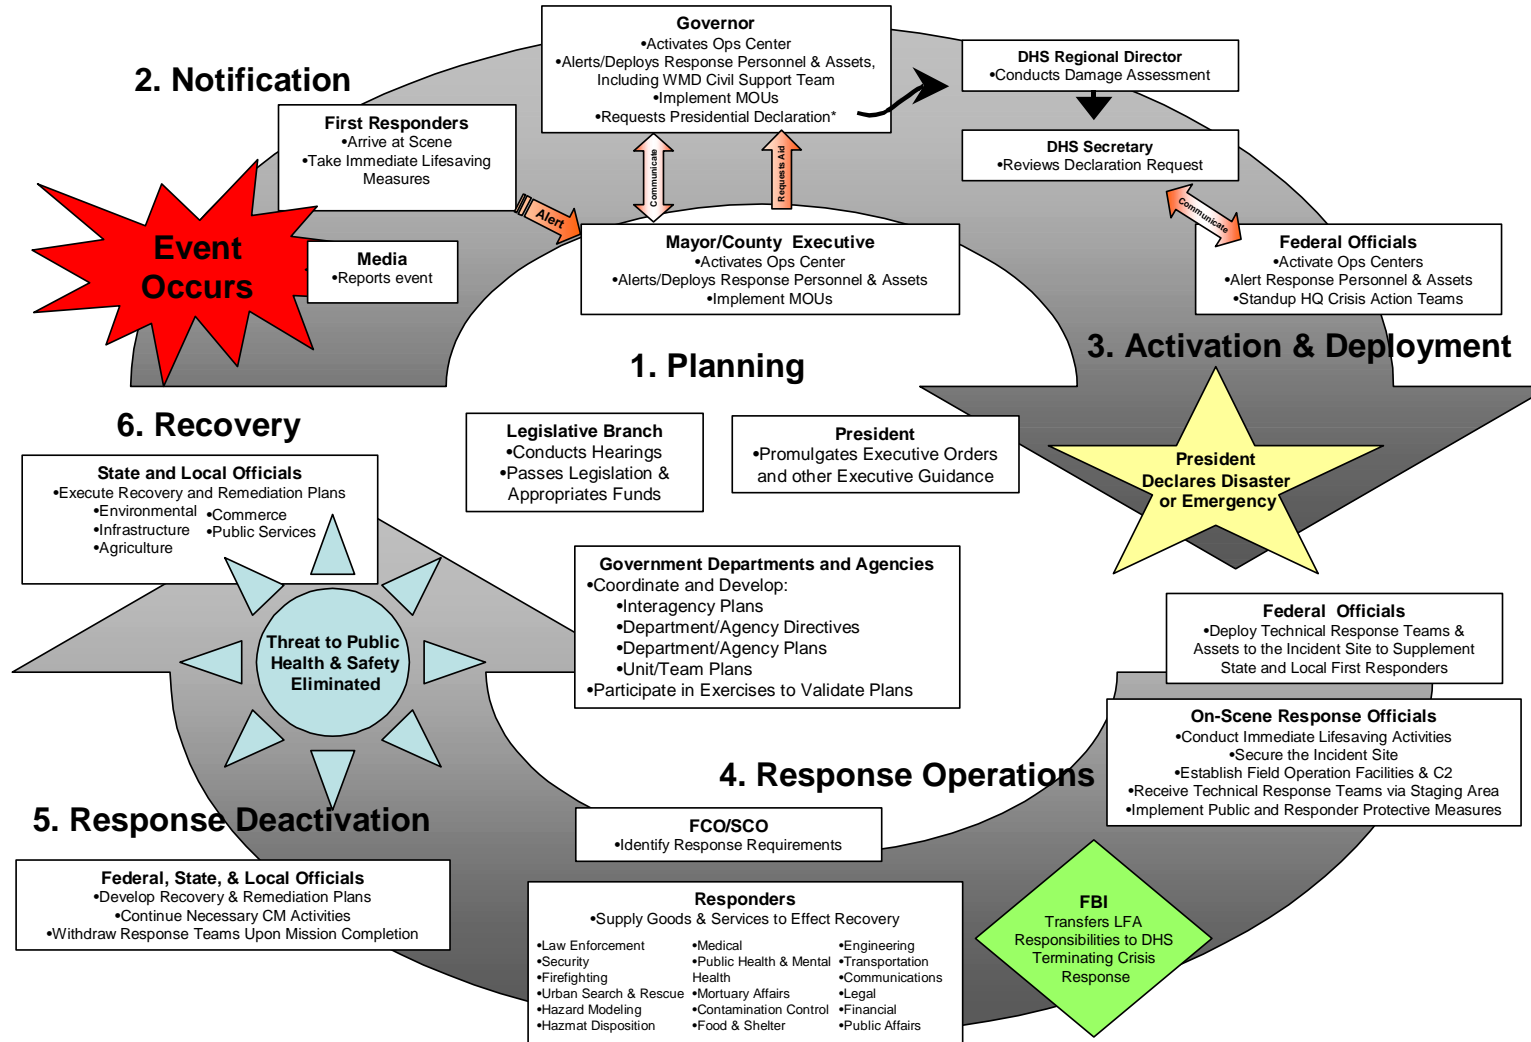 2. Notification
Governor
•Activates Ops Center
•Alerts/Deploys Response Personnel & Assets,
Including WMD Civil Support Team
•Implement MOUs
•Requests Presidential Declaration*
DHS Regional Director
•Conducts Damage Assessment
DHS Secretary
•Reviews Declaration Request
First Responders
•Arrive at Scene
•Take Immediate Lifesaving
Measures
Communicate
Requests Aid
Alert
Communicate
Event
Occurs
Media
•Reports event
Mayor/County Executive
•Activates Ops Center
•Alerts/Deploys Response Personnel & Assets
•Implement MOUs
Federal Officials
•Activate Ops Centers
•Alert Response Personnel & Assets
•Standup HQ Crisis Action Teams
3. Activation & Deployment
1. Planning
Legislative Branch
•Conducts Hearings
•Passes Legislation &
Appropriates Funds
President
•Promulgates Executive Orders
and other Executive Guidance
President
Declares Disaster
or Emergency
6. Recovery
State and Local Officials
•Execute Recovery and Remediation Plans
•Environmental
•Infrastructure
•Agriculture
•Commerce
•Public Services
Government Departments and Agencies
•Coordinate and Develop:
•Interagency Plans
•Department/Agency Directives
•Department/Agency Plans
•Unit/Team Plans
•Participate in Exercises to Validate Plans
Threat to Public
Health & Safety
Eliminated
Federal Officials
•Deploy Technical Response Teams &
Assets to the Incident Site to Supplement
State and Local First Responders
On-Scene Response Officials
•Conduct Immediate Lifesaving Activities
•Secure the Incident Site
•Establish Field Operation Facilities & C2
•Receive Technical Response Teams via Staging Area
•Implement Public and Responder Protective Measures
4. Response Operations
FCO/SCO
•Identify Response Requirements
5. Response Deactivation
Federal, State, & Local Officials
•Develop Recovery & Remediation Plans
•Continue Necessary CM Activities
•Withdraw Response Teams Upon Mission Completion
Responders
•Supply Goods & Services to Effect Recovery
•Law Enforcement
•Security
•Firefighting
•Urban Search & Rescue
•Hazard Modeling
•Hazmat Disposition
•Medical
•Public Health & Mental
Health
•Mortuary Affairs
•Contamination Control
•Food & Shelter
•Engineering
•Transportation
•Communications
•Legal
•Financial
•Public Affairs
FBI
Transfers LFA
Responsibilities to DHS
Terminating Crisis
Response